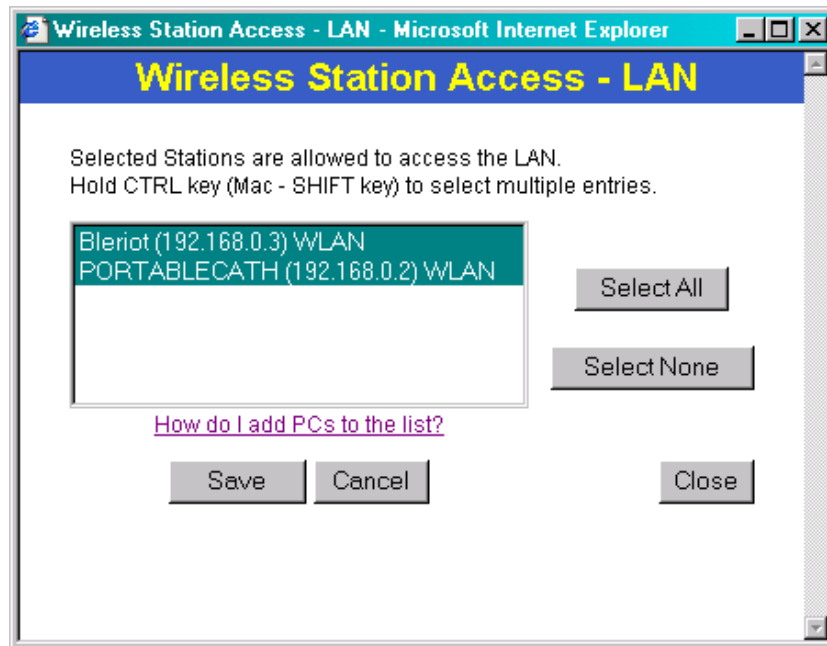 Wireless Station Access - LAN - Microsoft Internet Explorer
Wireless Station Access - LAN
Selected Stations are allowed to access the LAN.
Hold CTRL key (Mac - SHIFT key) to select multiple entries.
Bleriot (192.168.0.3) WLAN
PORTABLECATH (192.168.0.2) WLAN
Select All
Select None
How do I add PCs to the list?
Save Cancel Close